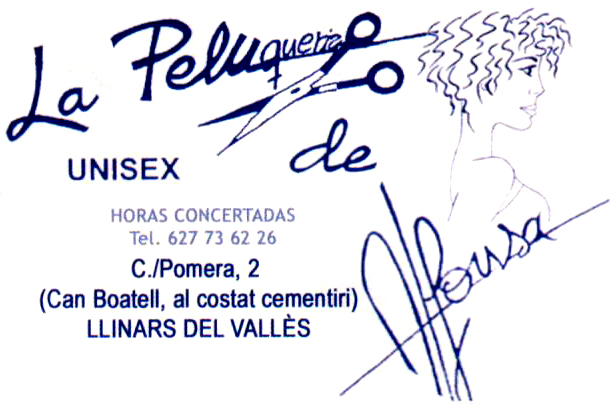 La Peluqueria
de
Alfonsa
UNISEX
HORAS CONCERTADAS
Tel. 627 73 62 26
C./Pomera, 2
(Can Boatell, al costat cementiri)
LLINARS DEL VALLÈS